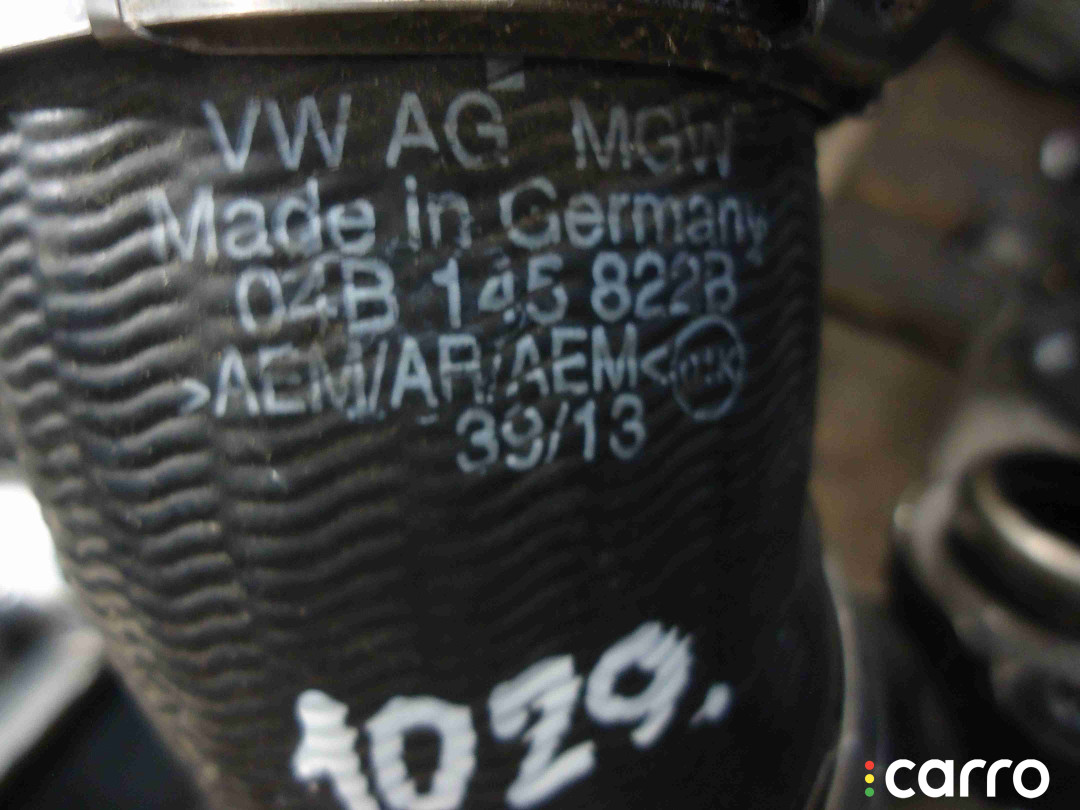 VW AG MGW
Made in Germany
04B 145 822B
>AEM/AR/AEM<
39/13
1029.
carro